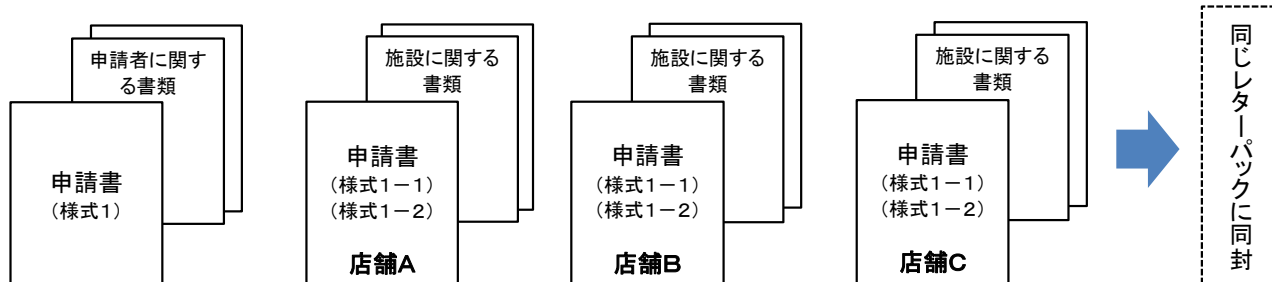 申請者に関す
る書類
申請書
（様式１）
施設に関する
書類
申請書
（様式１－１）
（様式１－２）
店舗Ａ
施設に関する
書類
申請書
（様式１－１）
（様式１－２）
店舗Ｂ
施設に関する
書類
申請書
（様式１－１）
（様式１－２）
店舗Ｃ
同じレターパックに同封